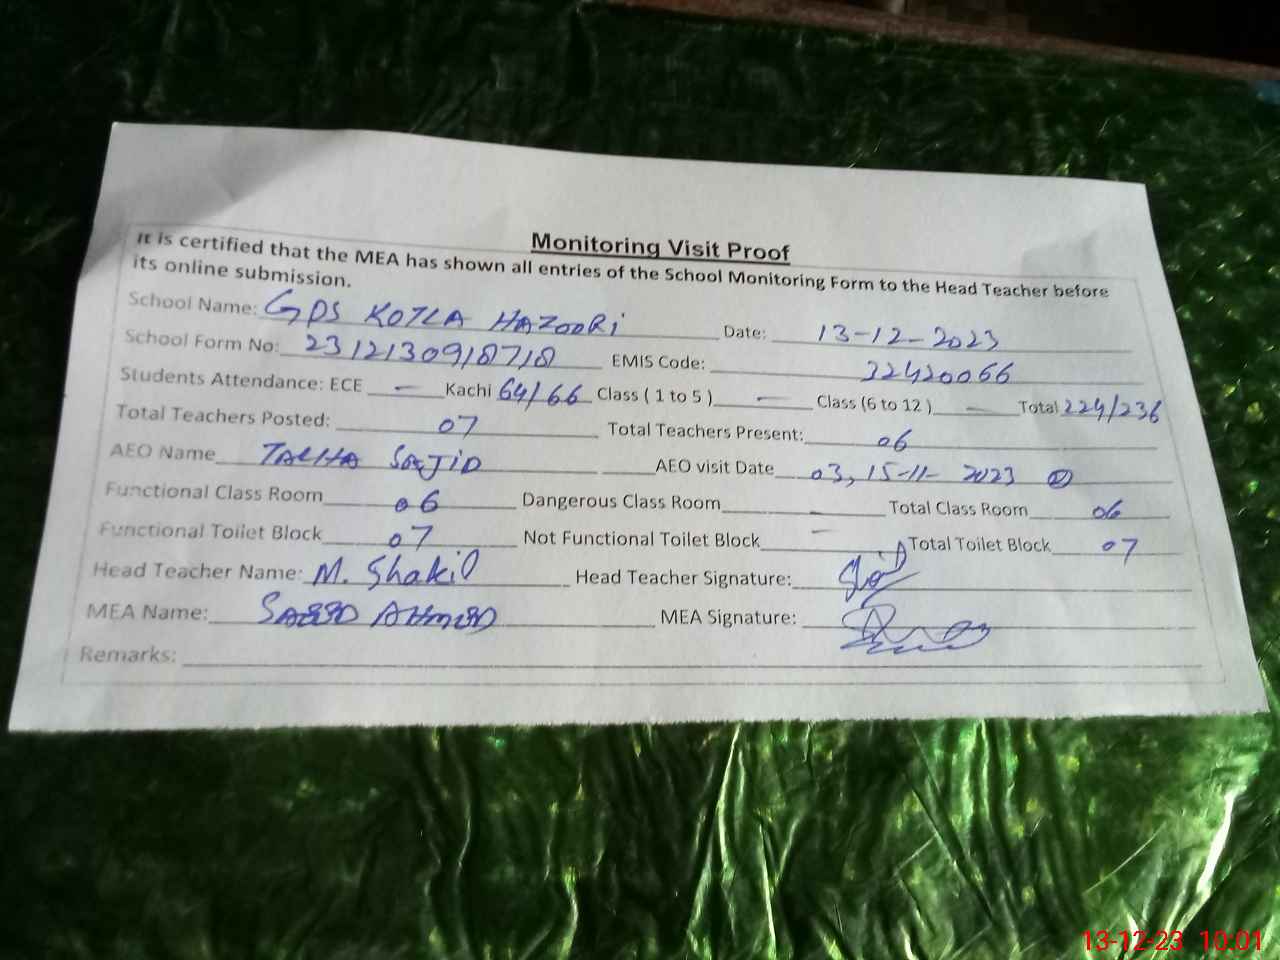 Monitoring Visit Proof
It is certified that the MEA has shown all entries of the School Monitoring Form to the Head Teacher before
its online submission.
School Name: GPS KOTLA HAZOORi Date: 13-12-2023
School Form No: 2312130918718 EMIS Code: 32420066
Students Attendance: ECE — Kachi 64/66 Class ( 1 to 5 ) — Class (6 to 12 ) — Total 224/236
Total Teachers Posted: 07 Total Teachers Present: 06
AEO Name TALHA SAJID AEO visit Date 03, 15-11- 2023
Functional Class Room 06 Dangerous Class Room — Total Class Room 06
Functional Toilet Block 07 Not Functional Toilet Block — Total Toilet Block 07
Head Teacher Name: M. Shakil Head Teacher Signature:
MEA Name: SAEED AHMED MEA Signature:
Remarks:
13-12-23 10:01